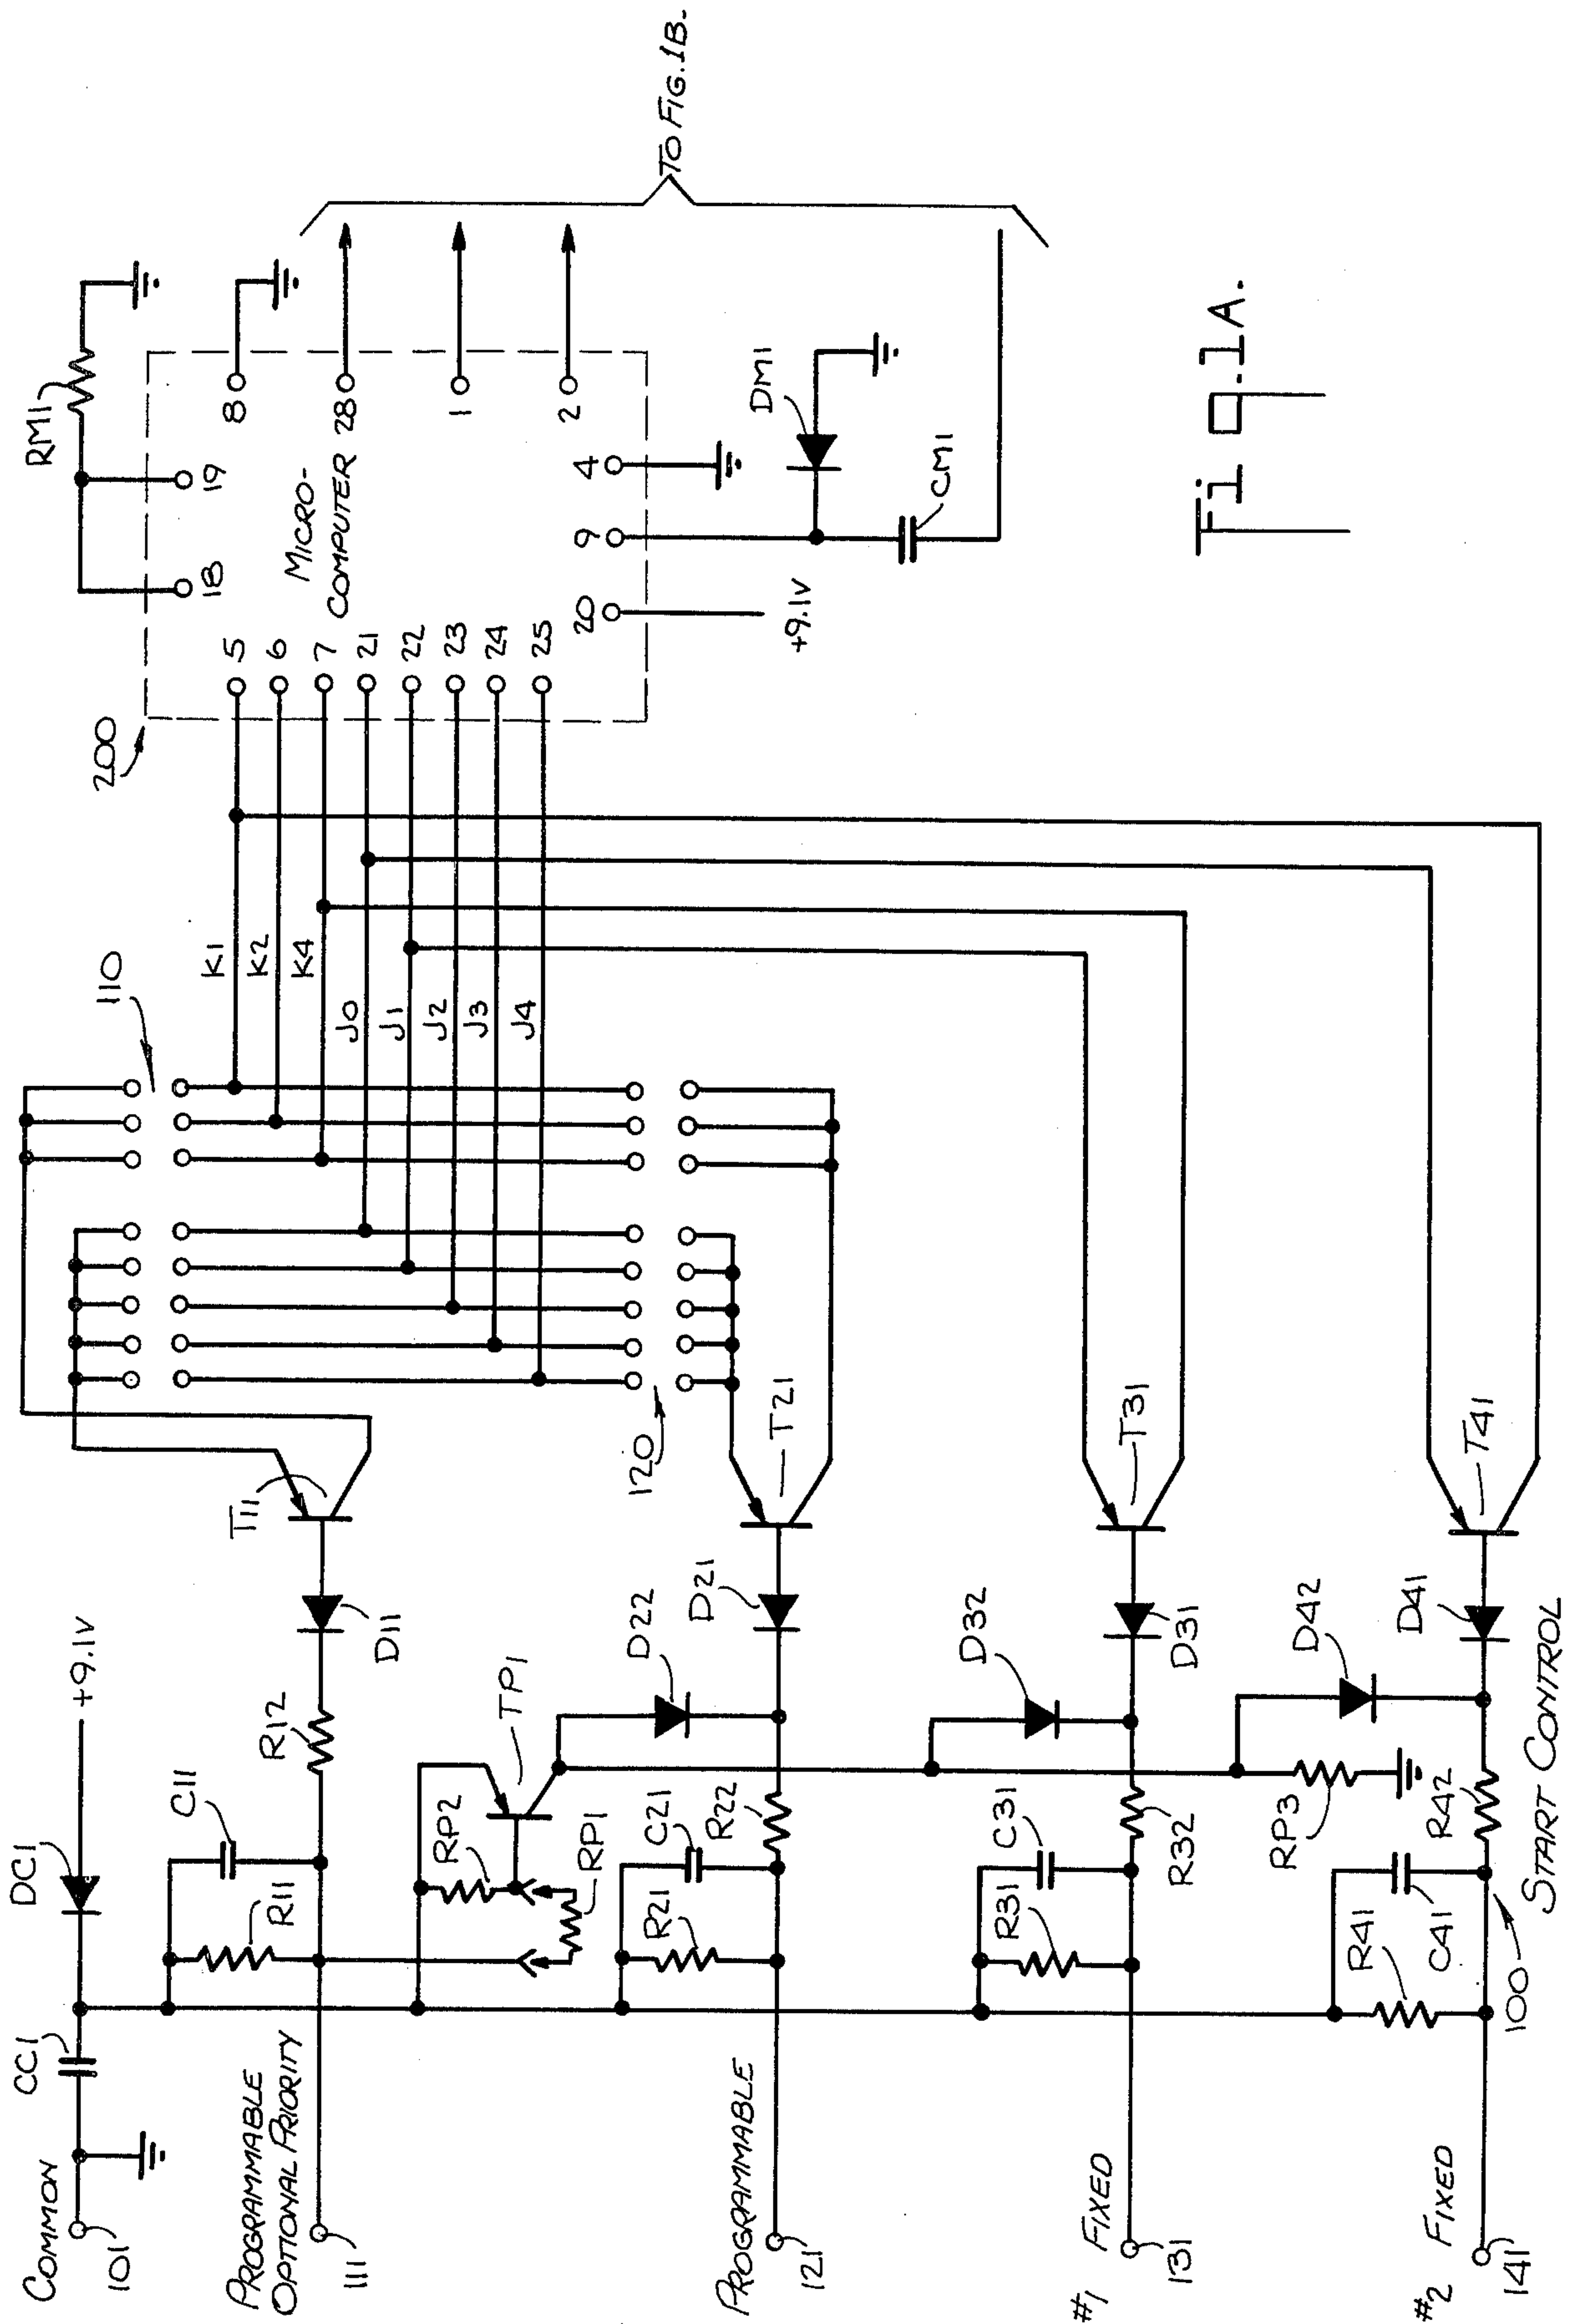 COMMON
101
CC1
DC1
+9.1V
PROGRAMMABLE
OPTIONAL PRIORITY
111
R11
C11
R12
D11
T11
110
K1
K2
K4
J0
J1
J2
J3
J4
200
RM1
18
19
5
6
7
21
22
23
24
25
MICRO-
COMPUTER
8
28
1
2
20
9
4
+9.1V
DM1
CM1
TO FIG.1B.
RP2
RP1
TP1
PROGRAMMABLE
121
R21
C21
R22
D22
D21
120
T21
#1 FIXED
131
R31
C31
R32
D32
D31
T31
#2 FIXED
141
R41
C41
R42
RP3
D42
D41
T41
100
START CONTROL
Fig.1A.